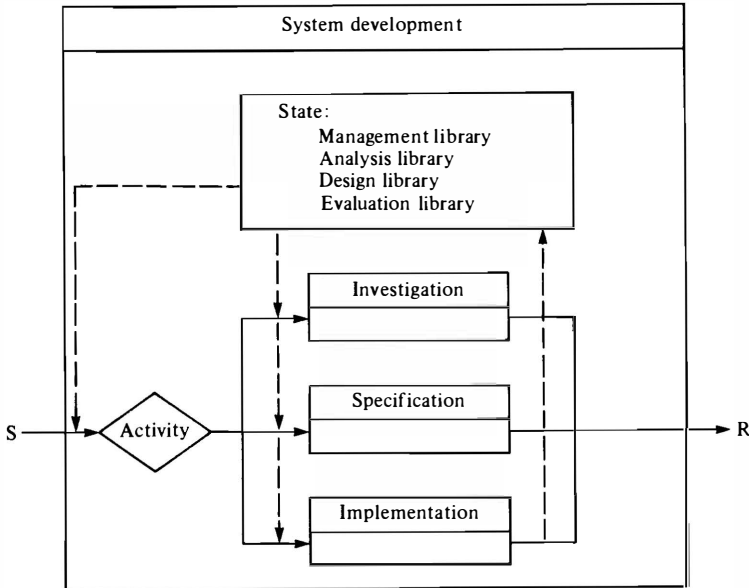 System development
State:
Management library
Analysis library
Design library
Evaluation library
Investigation
Specification
S
Activity
R
Implementation